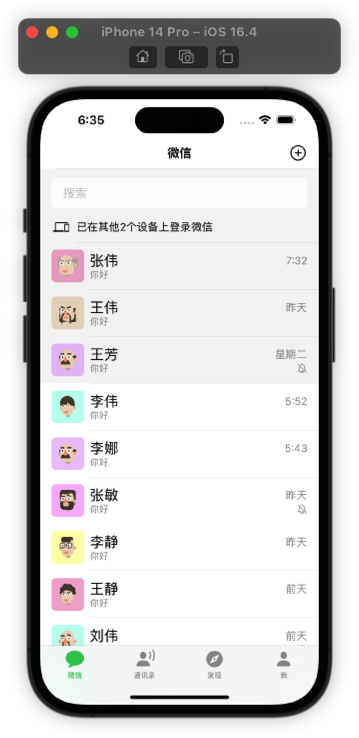 iPhone 14 Pro – iOS 16.4
6:35
微信
搜索
已在其他2个设备上登录微信
张伟 7:32
你好
王伟 昨天
你好
王芳 星期二
你好
李伟 5:52
你好
李娜 5:43
你好
张敏 昨天
你好
李静 昨天
你好
王静 前天
你好
刘伟 前天
微信 通讯录 发现 我